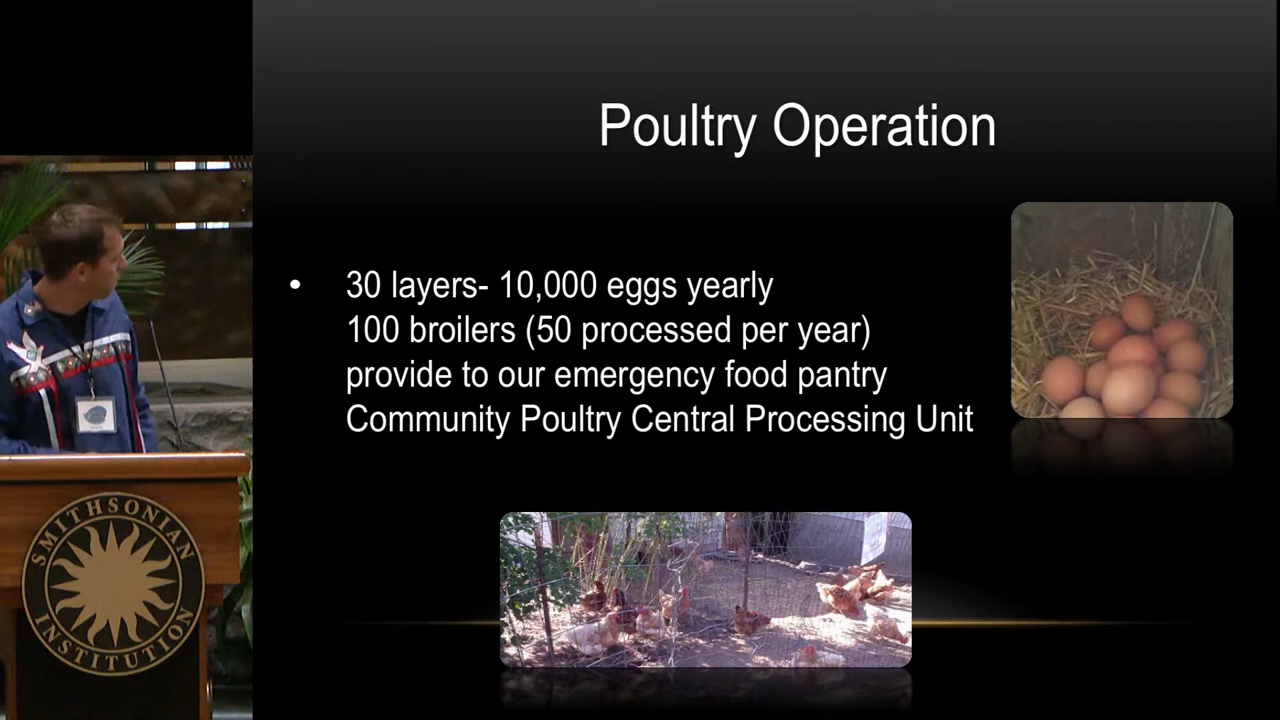 Poultry Operation
• 30 layers- 10,000 eggs yearly
100 broilers (50 processed per year)
provide to our emergency food pantry
Community Poultry Central Processing Unit
SMITHSONIAN
INSTITUTION